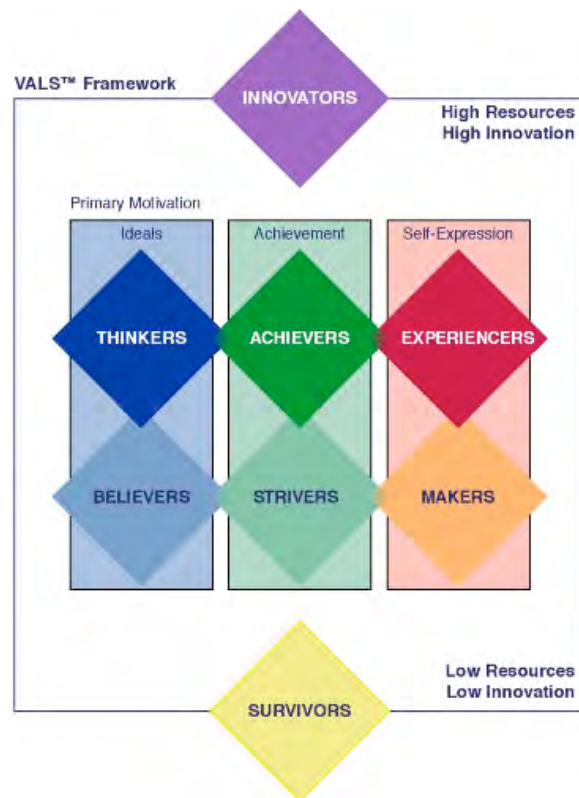 VALS™ Framework
INNOVATORS
High Resources
High Innovation
Primary Motivation
Ideals
Achievement
Self-Expression
THINKERS
ACHIEVERS
EXPERIENCERS
BELIEVERS
STRIVERS
MAKERS
Low Resources
Low Innovation
SURVIVORS